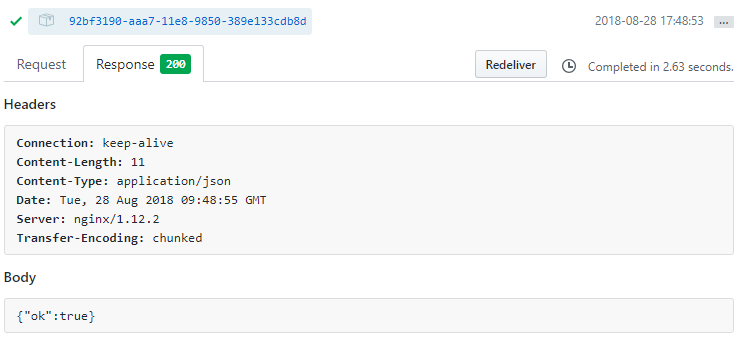 92bf3190-aaa7-11e8-9850-389e133cdb8d 2018-08-28 17:48:53 ...
Request Response 200 Redeliver Completed in 2.63 seconds.
Headers
Connection: keep-alive
Content-Length: 11
Content-Type: application/json
Date: Tue, 28 Aug 2018 09:48:55 GMT
Server: nginx/1.12.2
Transfer-Encoding: chunked
Body
{"ok":true}